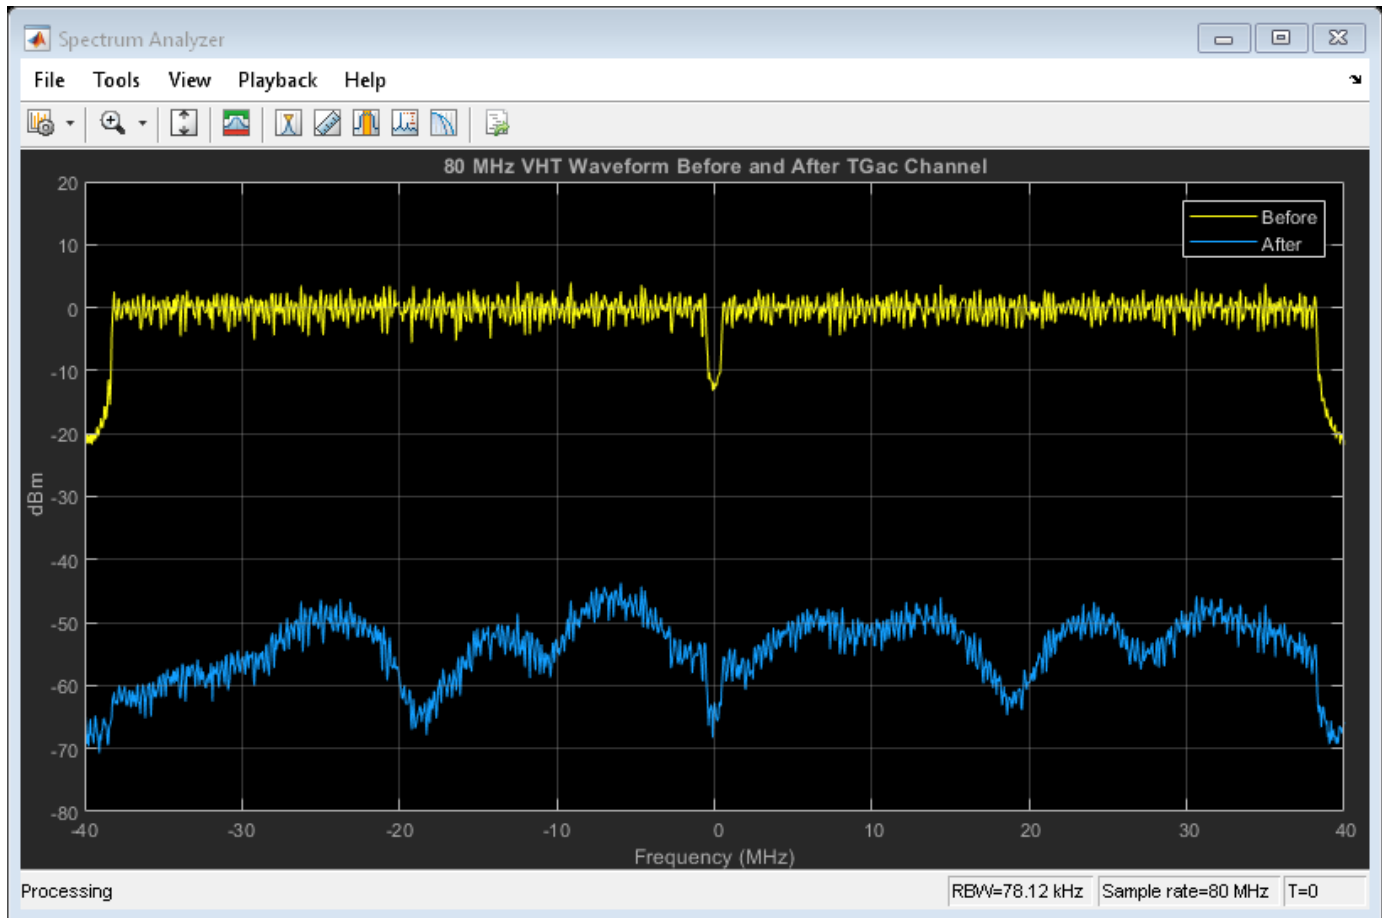 Spectrum Analyzer
File Tools View Playback Help
80 MHz VHT Waveform Before and After TGac Channel
Before
After
20
10
0
-10
-20
-30
-40
-50
-60
-70
-80
dBm
-40 -30 -20 -10 0 10 20 30 40
Frequency (MHz)
Processing RBW=78.12 kHz Sample rate=80 MHz T=0